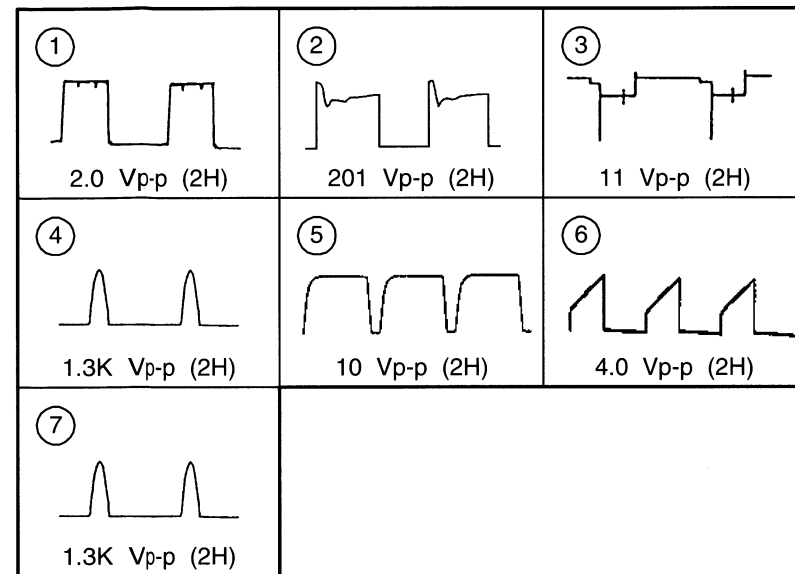 1
2.0 Vp-p (2H)
2
201 Vp-p (2H)
3
11 Vp-p (2H)
4
1.3K Vp-p (2H)
5
10 Vp-p (2H)
6
4.0 Vp-p (2H)
7
1.3K Vp-p (2H)